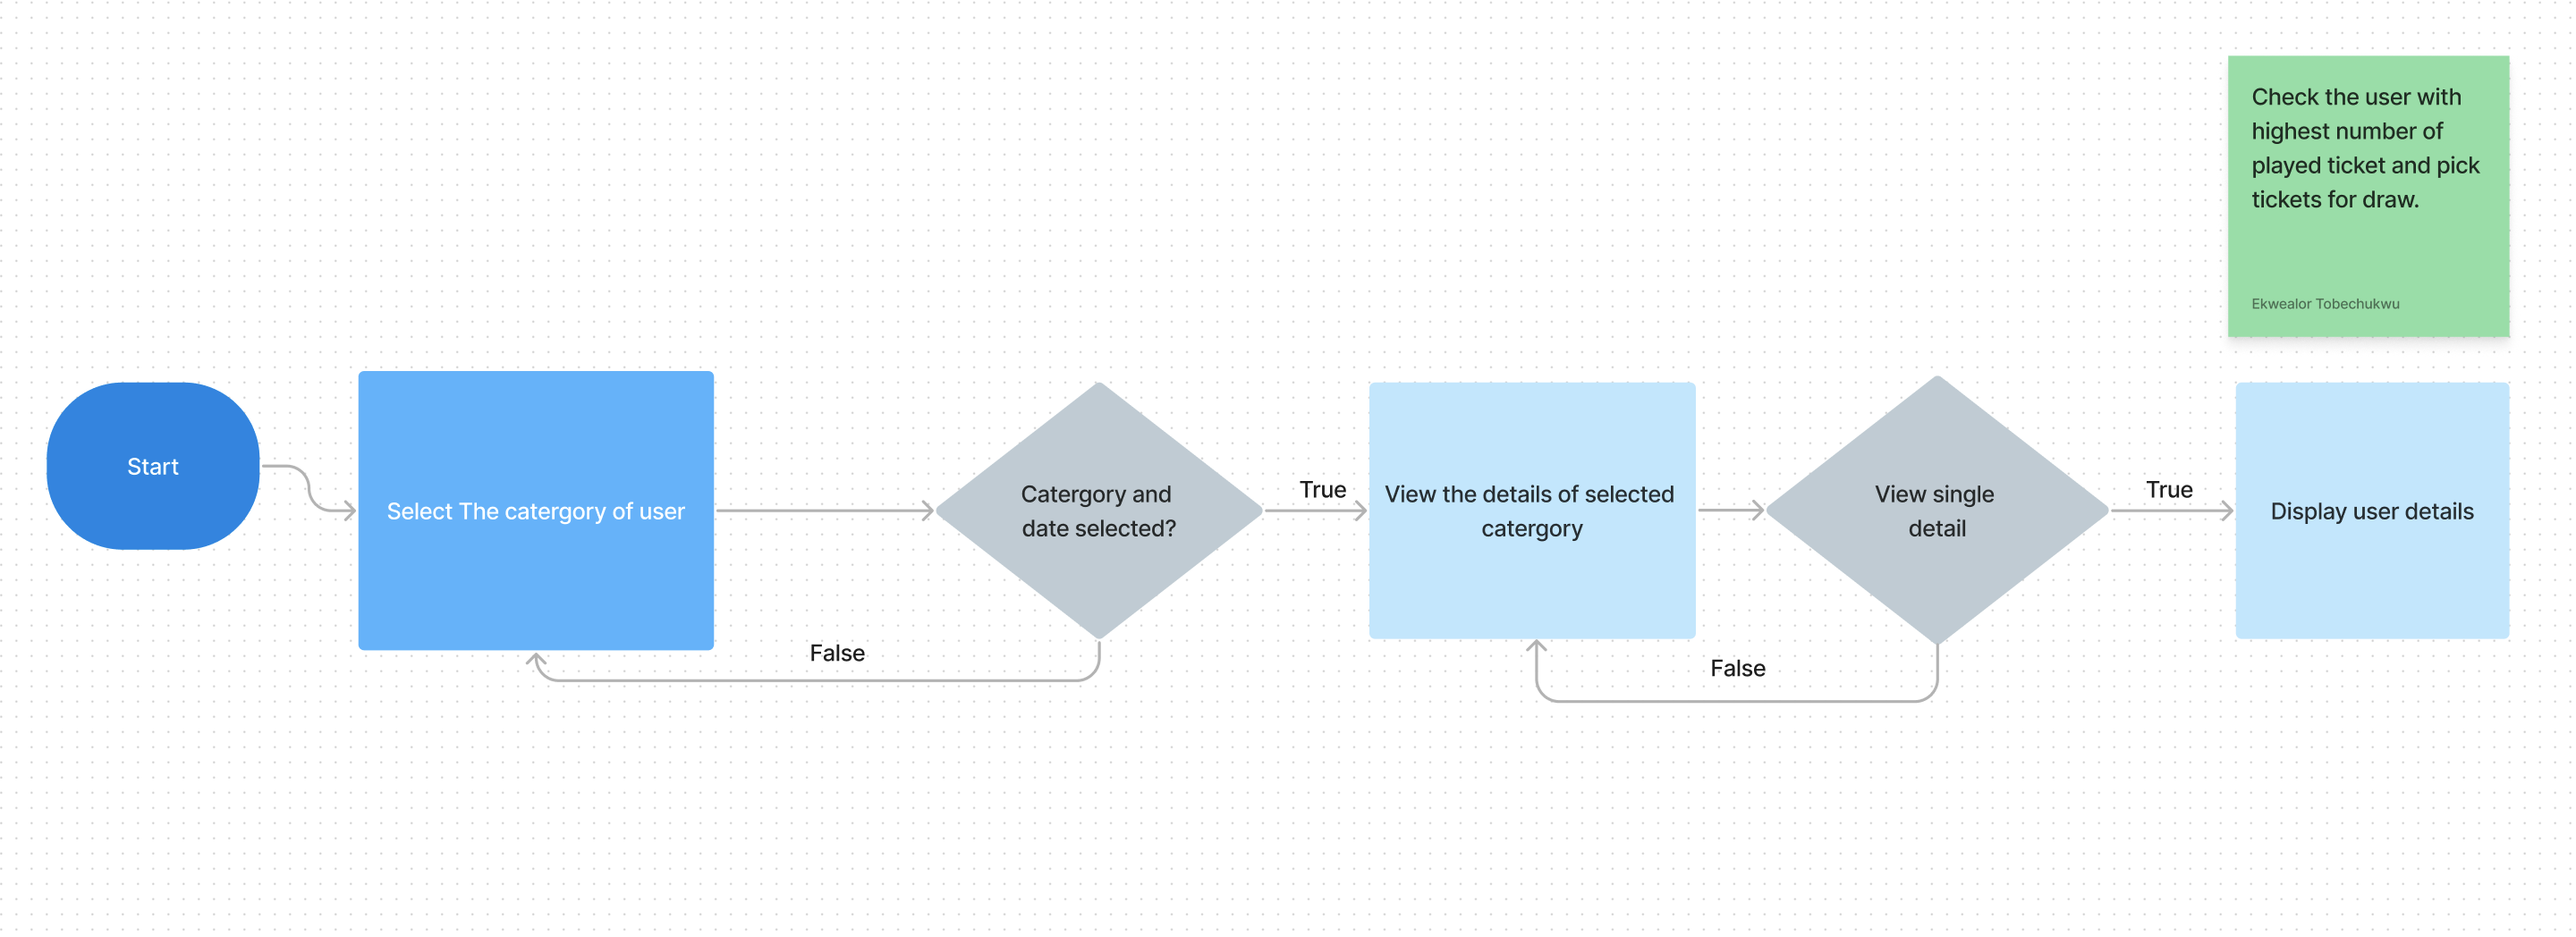 Check the user with
highest number of
played ticket and pick
tickets for draw.
Ekwealor Tobechukwu
Start
Select The catergory of user
Catergory and
date selected?
True
View the details of selected
catergory
View single
detail
True
Display user details
False
False